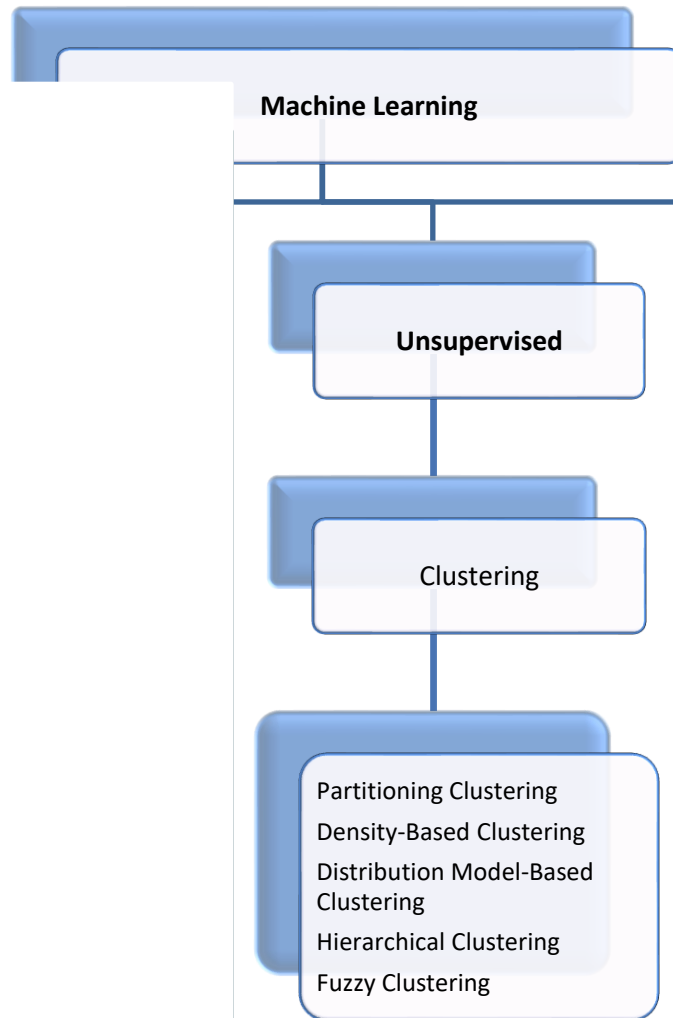 Machine Learning
Unsupervised
Clustering
Partitioning Clustering
Density-Based Clustering
Distribution Model-Based
Clustering
Hierarchical Clustering
Fuzzy Clustering